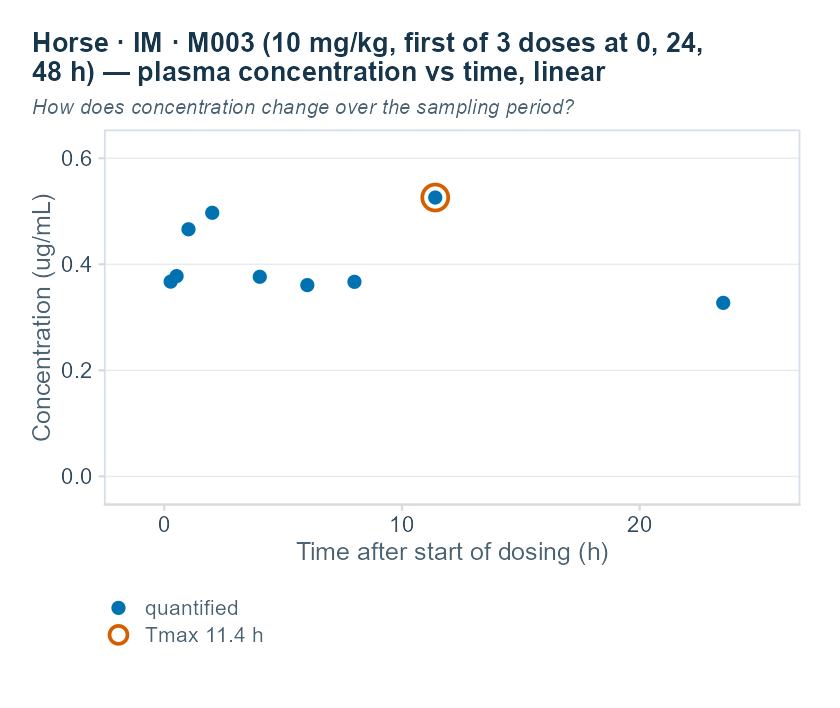 Horse · IM · M003 (10 mg/kg, first of 3 doses at 0, 24,
48 h) — plasma concentration vs time, linear
How does concentration change over the sampling period?
Concentration (ug/mL)
0.6
0.4
0.2
0.0
0 10 20
Time after start of dosing (h)
quantified
Tmax 11.4 h